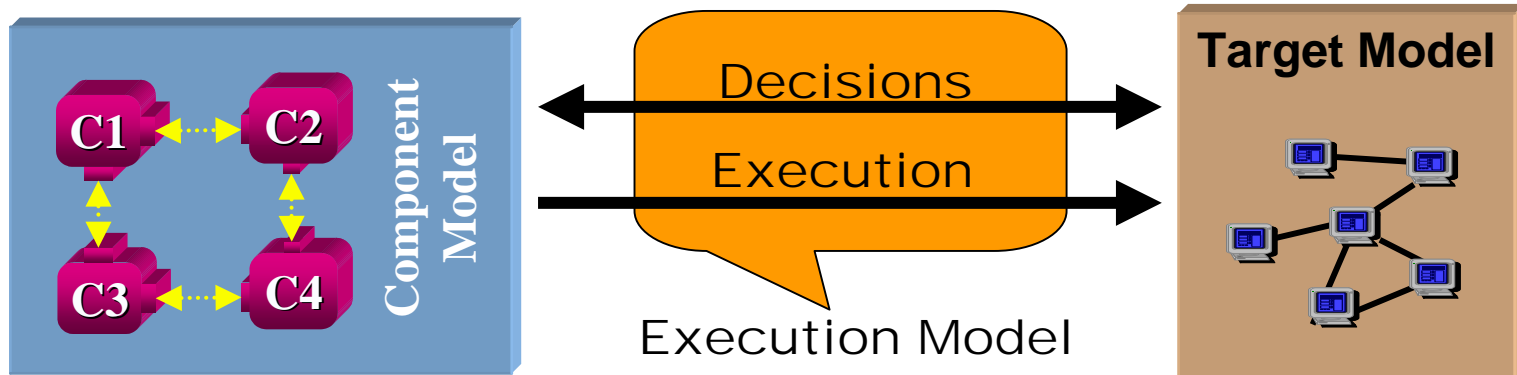 C1
C2
C3
C4
Component
Model
Decisions
Execution
Execution Model
Target Model